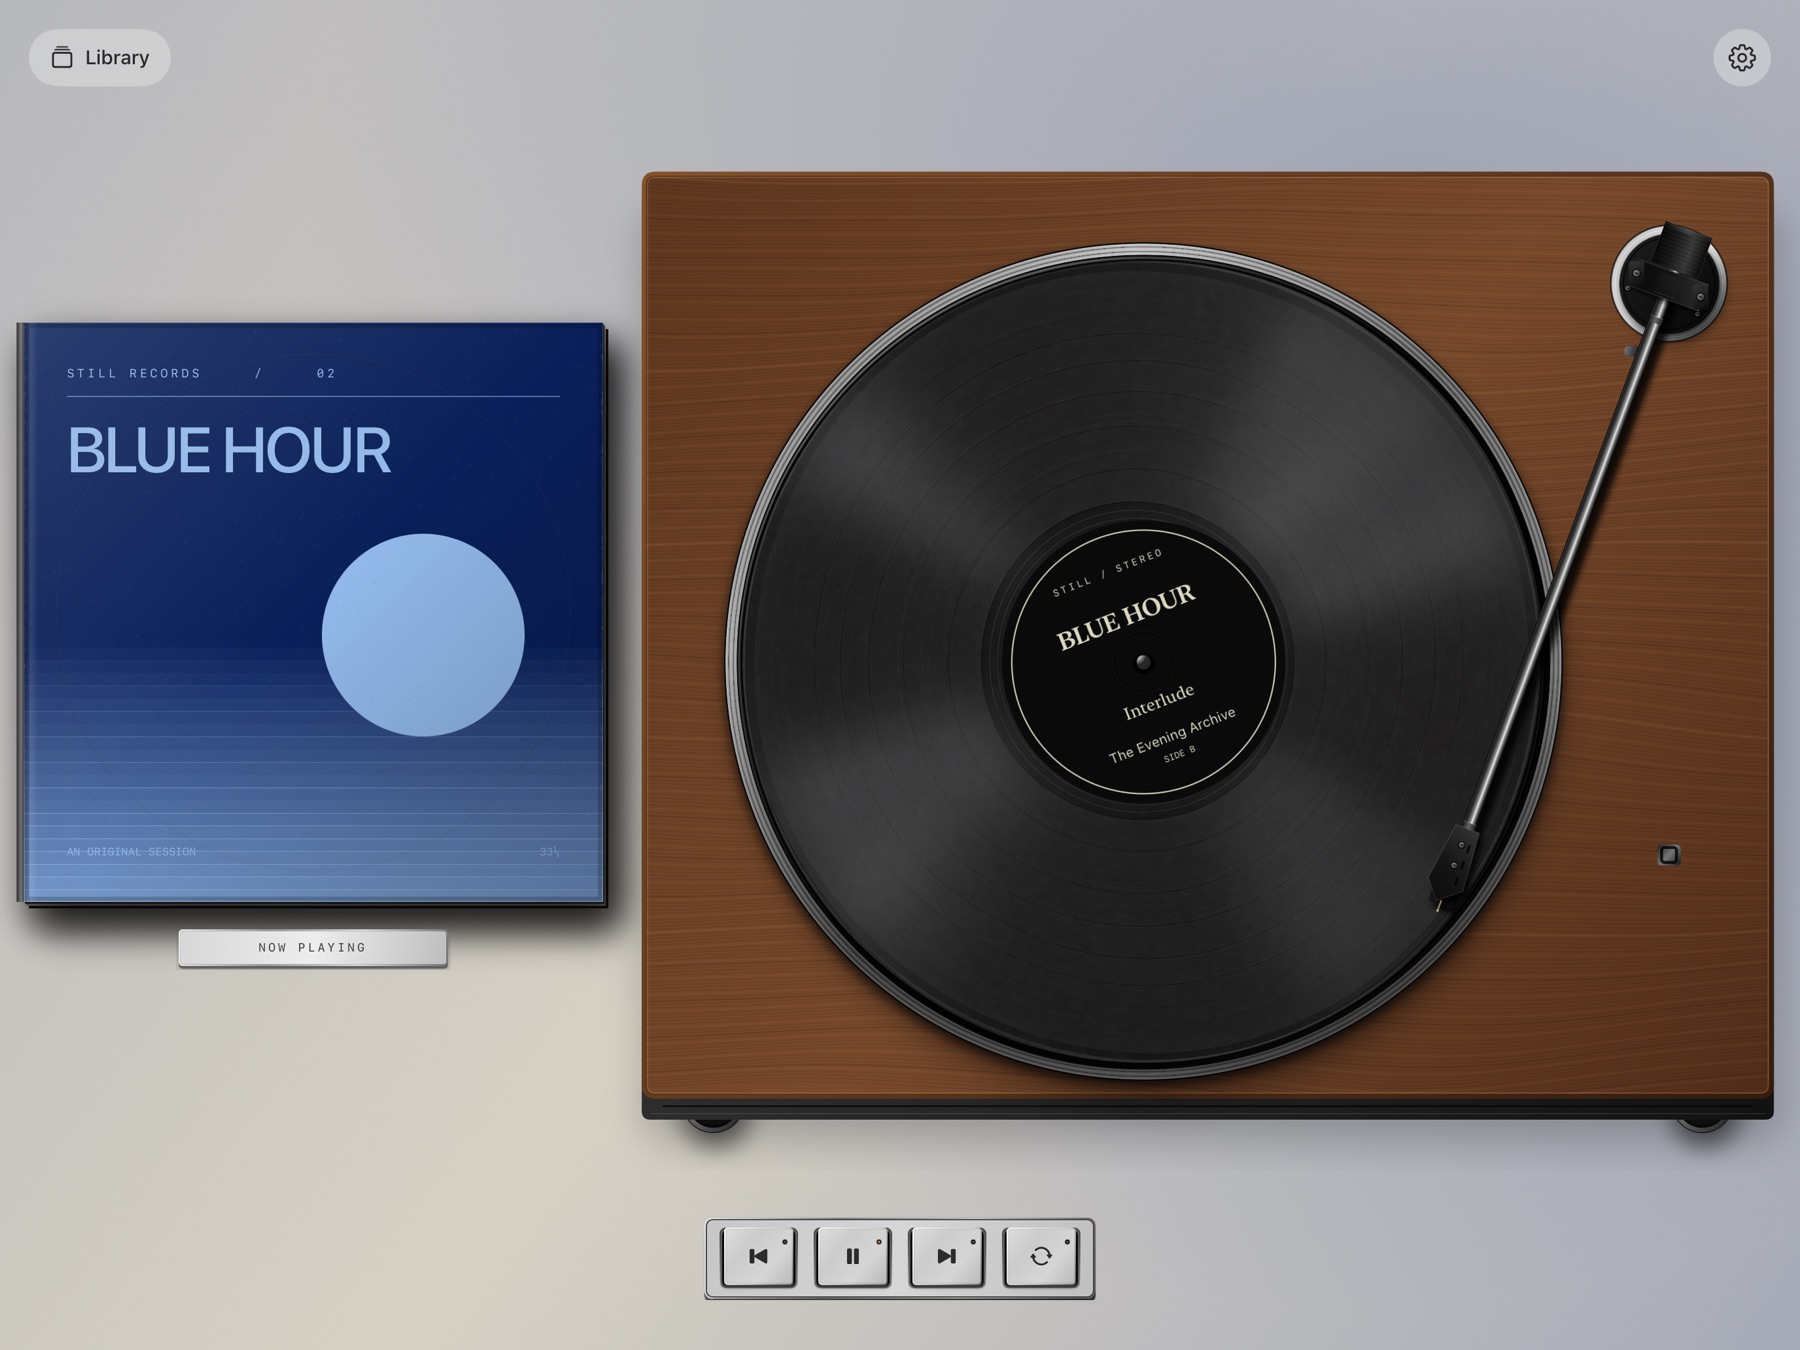 Library
STILL RECORDS / 02
BLUE HOUR
AN ORIGINAL SESSION 33⅓
NOW PLAYING
STILL / STEREO
BLUE HOUR
Interlude
The Evening Archive
SIDE B